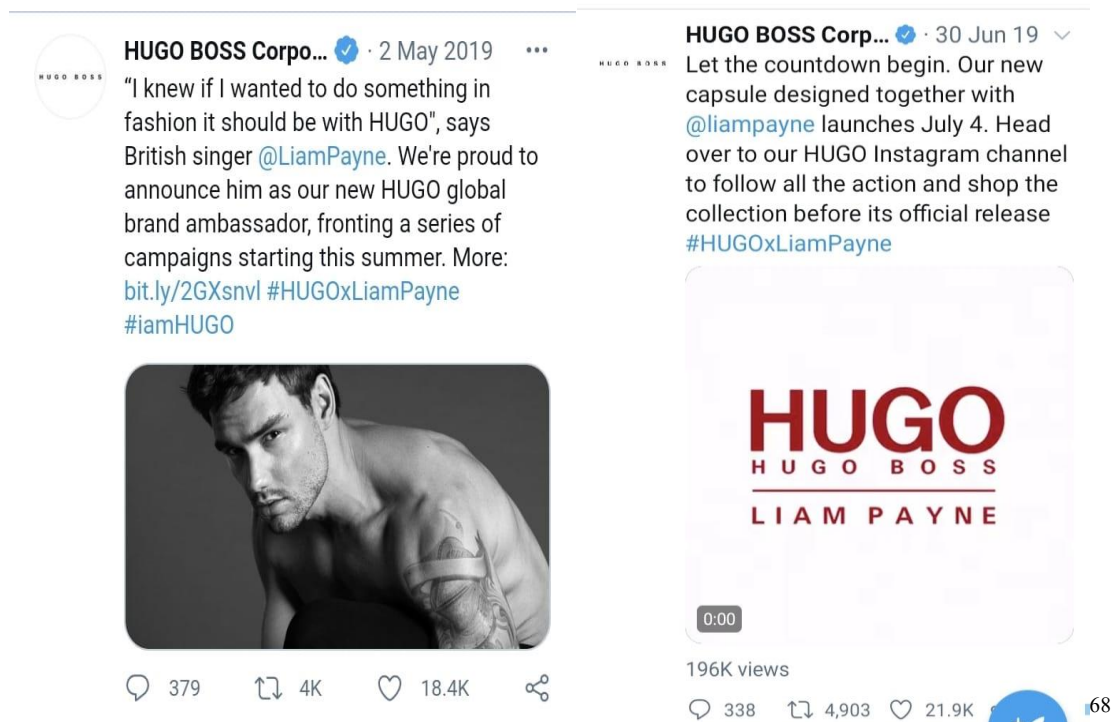 HUGO BOSS
HUGO BOSS Corpo... · 2 May 2019 •••
“I knew if I wanted to do something in
fashion it should be with HUGO", says
British singer @LiamPayne. We're proud to
announce him as our new HUGO global
brand ambassador, fronting a series of
campaigns starting this summer. More:
bit.ly/2GXsnvl #HUGOxLiamPayne
#iamHUGO
379 4K 18.4K
HUGO BOSS
HUGO BOSS Corp... · 30 Jun 19
Let the countdown begin. Our new
capsule designed together with
@liampayne launches July 4. Head
over to our HUGO Instagram channel
to follow all the action and shop the
collection before its official release
#HUGOxLiamPayne
HUGO
HUGO BOSS
LIAM PAYNE
0:00
196K views
338 4,903 21.9K
68